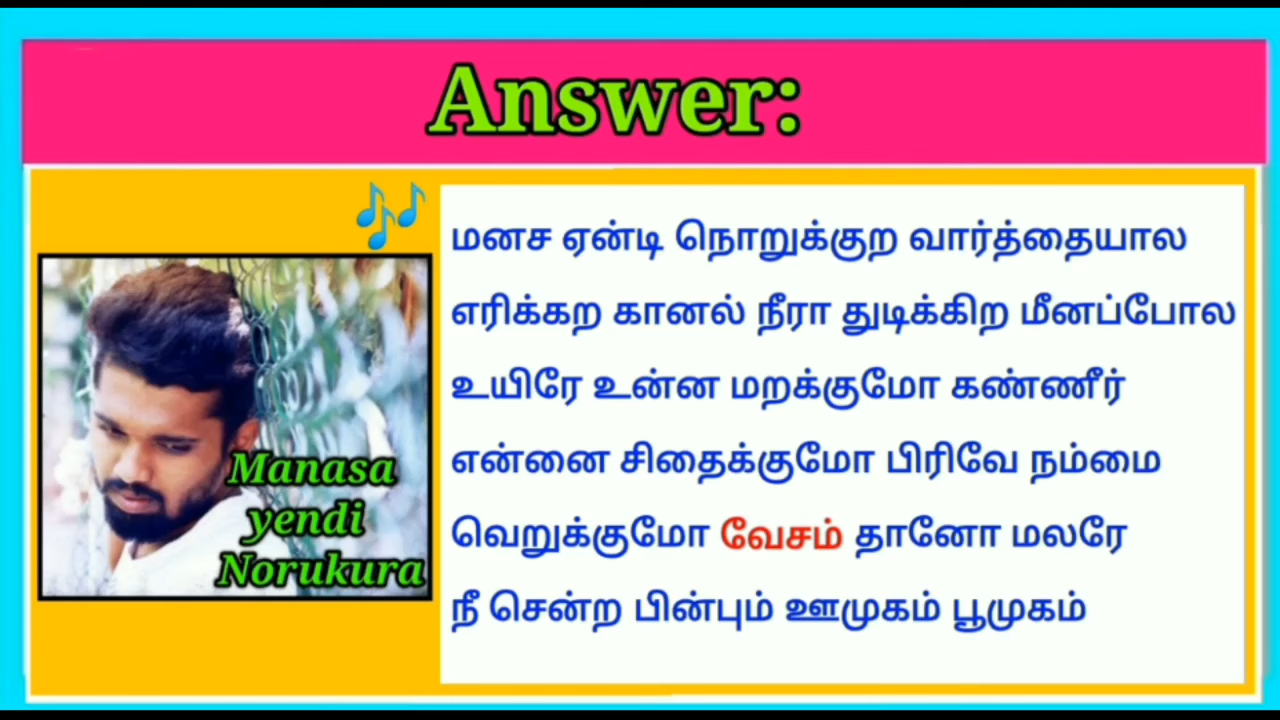 Answer:
மனச ஏன்டி நொறுக்குற வார்த்தையால
எரிக்கற கானல் நீரா துடிக்கிற மீனப்போல
உயிரே உன்ன மறக்குமோ கண்ணீர்
என்னை சிதைக்குமோ பிரிவே நம்மை
வெறுக்குமோ வேசம் தானோ மலரே
நீ சென்ற பின்பும் ஊமுகம் பூமுகம்
Manasa
yendi
Norukura